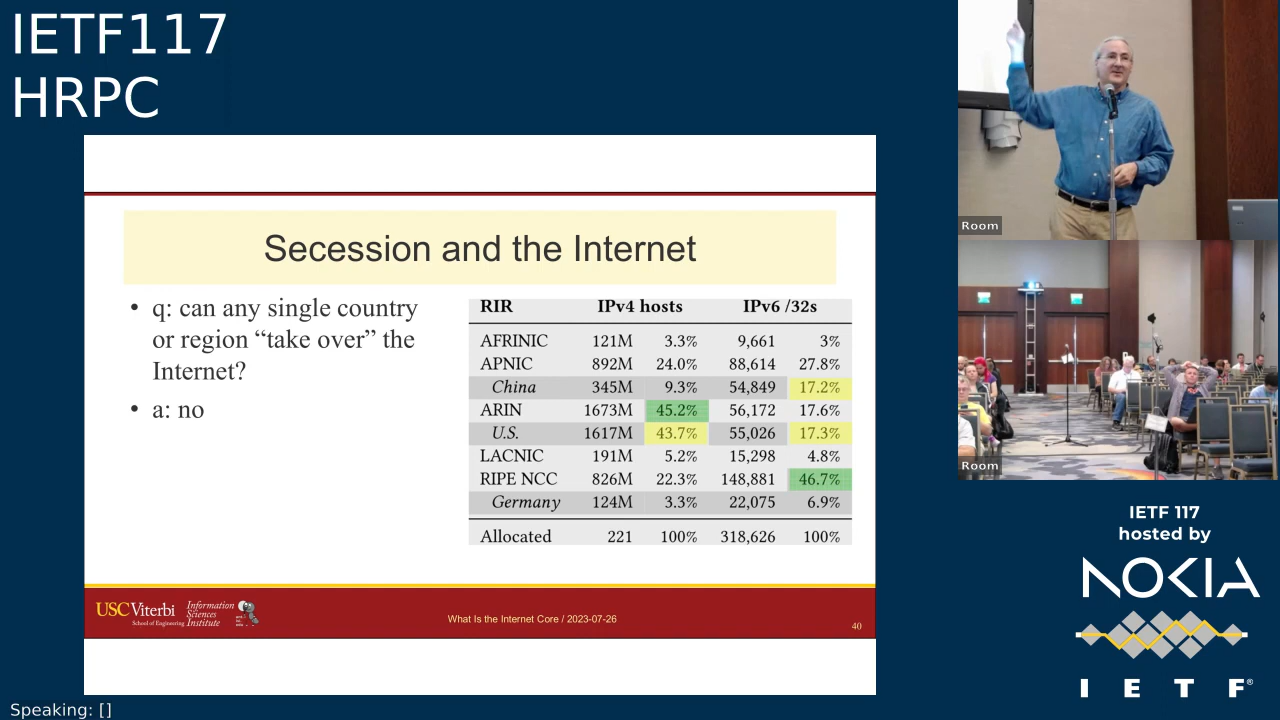 IETF117
HRPC
Secession and the Internet
• q: can any single country
or region “take over” the
Internet?
• a: no
RIR IPv4 hosts IPv6 /32s
AFRINIC 121M 3.3% 9,661 3%
APNIC 892M 24.0% 88,614 27.8%
China 345M 9.3% 54,849 17.2%
ARIN 1673M 45.2% 56,172 17.6%
U.S. 1617M 43.7% 55,026 17.3%
LACNIC 191M 5.2% 15,298 4.8%
RIPE NCC 826M 22.3% 148,881 46.7%
Germany 124M 3.3% 22,075 6.9%
Allocated 221 100% 318,626 100%
USC Viterbi
School of Engineering
Information
Sciences
Institute
What Is the Internet Core / 2023-07-26
40
Room
Room
IETF 117
hosted by
NOKIA
I E T F®
Speaking: []